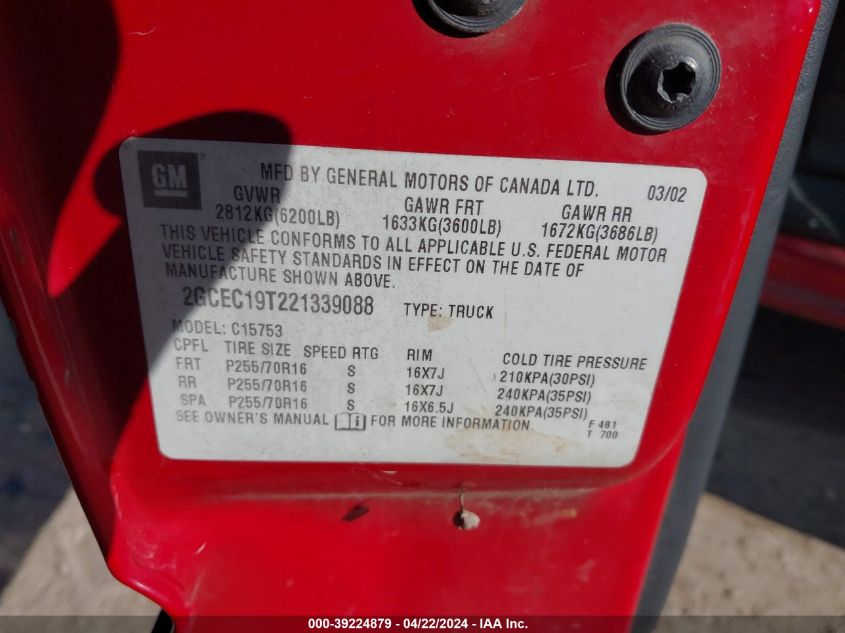 GM
MFD BY GENERAL MOTORS OF CANADA LTD. 03/02
GVWR GAWR FRT GAWR RR
2812KG(6200LB) 1633KG(3600LB) 1672KG(3686LB)
THIS VEHICLE CONFORMS TO ALL APPLICABLE U.S. FEDERAL MOTOR
VEHICLE SAFETY STANDARDS IN EFFECT ON THE DATE OF
MANUFACTURE SHOWN ABOVE.
2GCEC19T221339088 TYPE: TRUCK
MODEL: C15753
CPFL TIRE SIZE SPEED RTG RIM COLD TIRE PRESSURE
FRT P255/70R16 S 16X7J 210KPA(30PSI)
RR P255/70R16 S 16X7J 240KPA(35PSI)
SPA P255/70R16 S 16X6.5J 240KPA(35PSI)
SEE OWNER'S MANUAL i FOR MORE INFORMATION. F 481
T 700
000-39224879 / 04/22/2024 - IAA Inc.